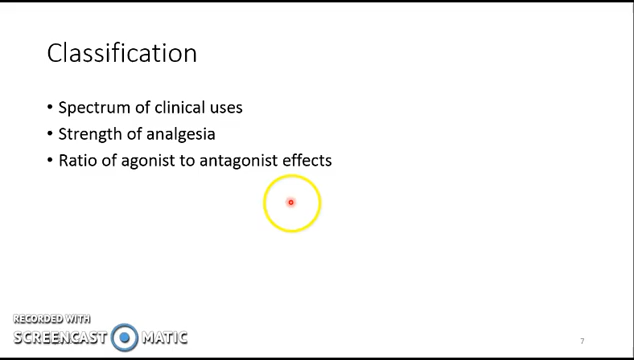 Classification
• Spectrum of clinical uses
• Strength of analgesia
• Ratio of agonist to antagonist effects
RECORDED WITH
SCREENCAST MATIC
7